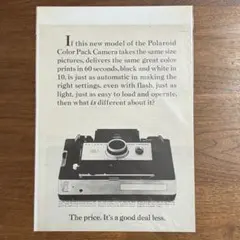 If this new model of the Polaroid
Color Pack Camera takes the same size
pictures, delivers the same great color
prints in 60 seconds, black and white in
10, is just as automatic in making the
right settings, even with flash, just as
light, just as easy to load and operate,
then what is different about it?
The price. It's a good deal less.